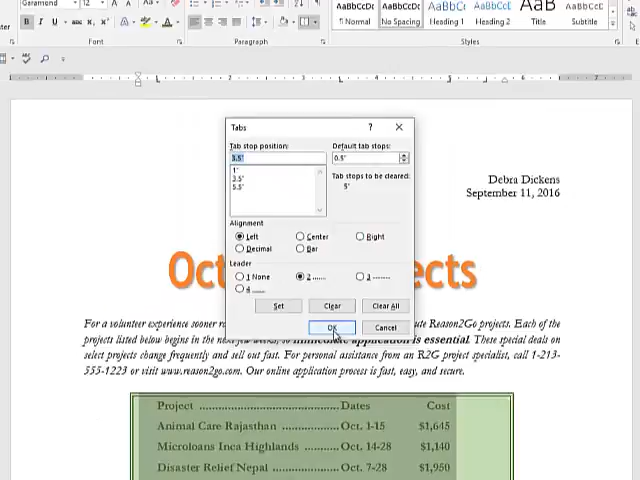 Garamond
12
AaBbCcDc
AaBbCcDc
AaBbCc
AaBbCcE
AaB
AaBbCcD
¶ Normal
No Spacing
Heading 1
Heading 2
Title
Subtitle
Font
Paragraph
Styles
Tabs
?
Tab stop position:
Default tab stops:
3.5"
0.5"
1"
3.5"
5.5"
Tab stops to be cleared:
5"
Alignment
Left
Center
Right
Decimal
Bar
Leader
1 None
2 ......
3 -------
4 ___
Set
Clear
Clear All
OK
Cancel
Debra Dickens
September 11, 2016
For a volunteer experience sooner
Reason2Go projects. Each of the
projects listed below begins in the
immediate application is essential. These special deals on
select projects change frequently and sell out fast. For personal assistance from an R2G project specialist, call 1-213-
555-1223 or visit www.reason2go.com. Our online application process is fast, easy, and secure.
Project ........................................ Dates Cost
Animal Care Rajasthan ............ Oct. 1-15 $1,645
Microloans Inca Highlands ........... Oct. 14-28 $1,140
Disaster Relief Nepal .................... Oct. 7-28 $1,950